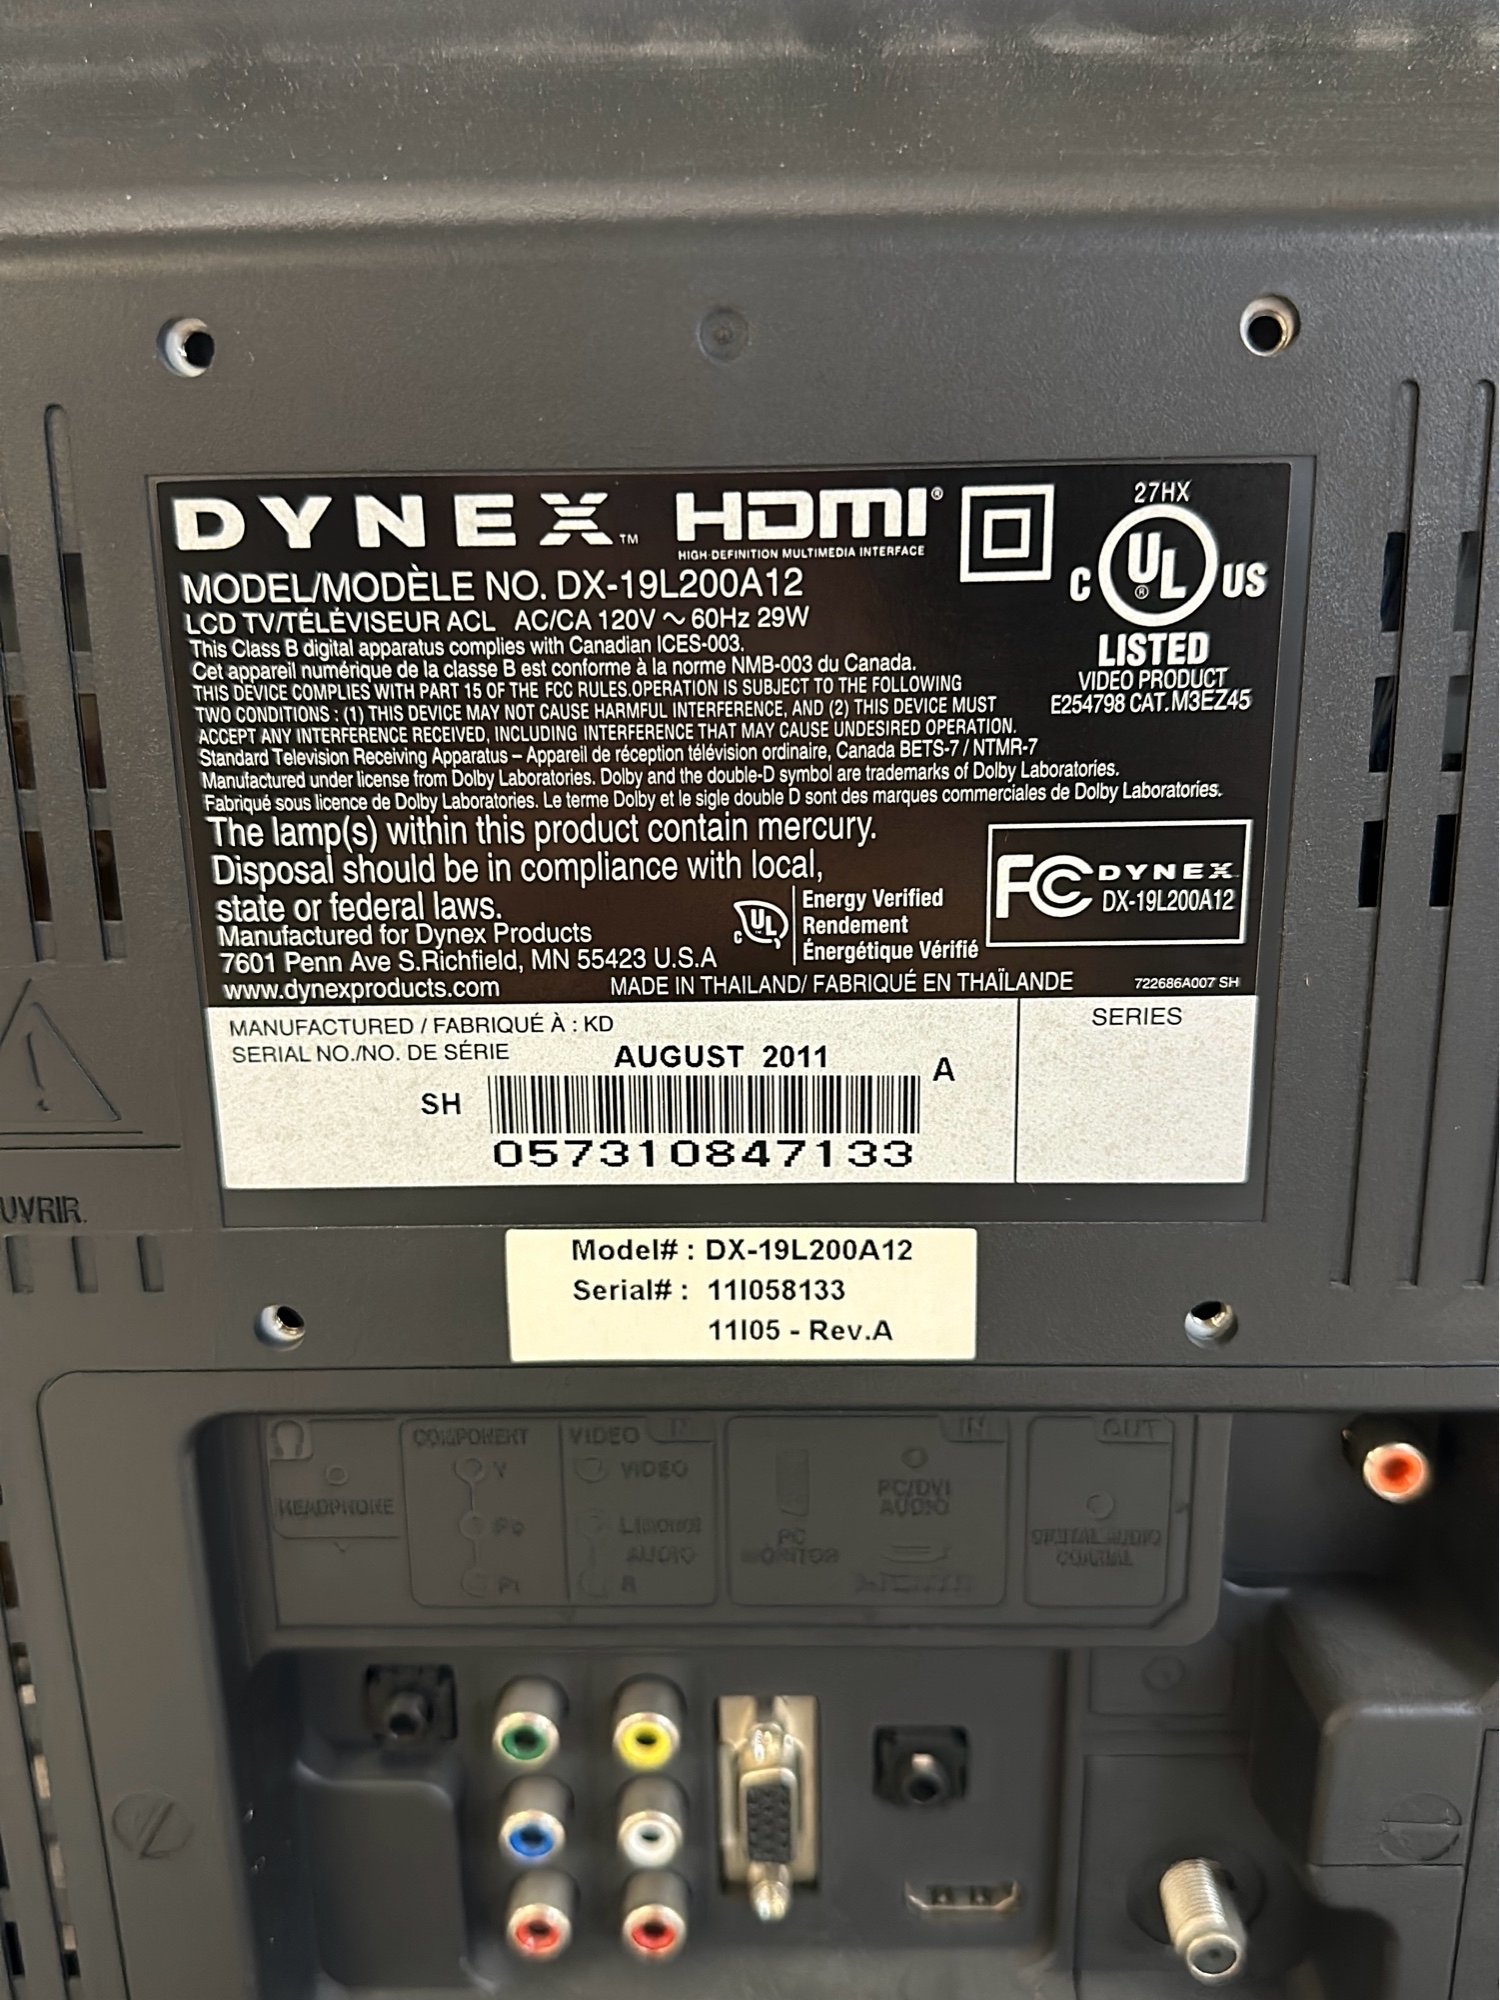 DYNEX™ HDMI®
HIGH-DEFINITION MULTIMEDIA INTERFACE
27HX
C UL® US
LISTED
VIDEO PRODUCT
E254798 CAT.M3EZ45
MODEL/MODÈLE NO. DX-19L200A12
LCD TV/TÉLÉVISEUR ACL AC/CA 120V ~ 60Hz 29W
This Class B digital apparatus complies with Canadian ICES-003.
Cet appareil numérique de la classe B est conforme à la norme NMB-003 du Canada.
THIS DEVICE COMPLIES WITH PART 15 OF THE FCC RULES.OPERATION IS SUBJECT TO THE FOLLOWING
TWO CONDITIONS : (1) THIS DEVICE MAY NOT CAUSE HARMFUL INTERFERENCE, AND (2) THIS DEVICE MUST
ACCEPT ANY INTERFERENCE RECEIVED, INCLUDING INTERFERENCE THAT MAY CAUSE UNDESIRED OPERATION.
Standard Television Receiving Apparatus – Appareil de réception télévision ordinaire, Canada BETS-7 / NTMR-7
Manufactured under license from Dolby Laboratories. Dolby and the double-D symbol are trademarks of Dolby Laboratories.
Fabriqué sous licence de Dolby Laboratories. Le terme Dolby et le sigle double D sont des marques commerciales de Dolby Laboratories.
The lamp(s) within this product contain mercury.
Disposal should be in compliance with local,
state or federal laws.
Manufactured for Dynex Products
7601 Penn Ave S.Richfield, MN 55423 U.S.A
www.dynexproducts.com
c UL
Energy Verified
Rendement
Énergétique Vérifié
FC DYNEX
DX-19L200A12
MADE IN THAILAND/ FABRIQUÉ EN THAÏLANDE
722686A007 SH
MANUFACTURED / FABRIQUÉ À : KD
SERIAL NO./NO. DE SÉRIE
AUGUST 2011
A
SH
057310847133
SERIES
UVRIR.
Model# : DX-19L200A12
Serial# : 11I058133
11I05 - Rev.A
HEADPHONE
COMPONENT
Y
VIDEO
IN
VIDEO
AUDIO
R
PC
MONITOR
IN
PC/DVI
AUDIO
OUT
DIGITAL AUDIO
COAXIAL